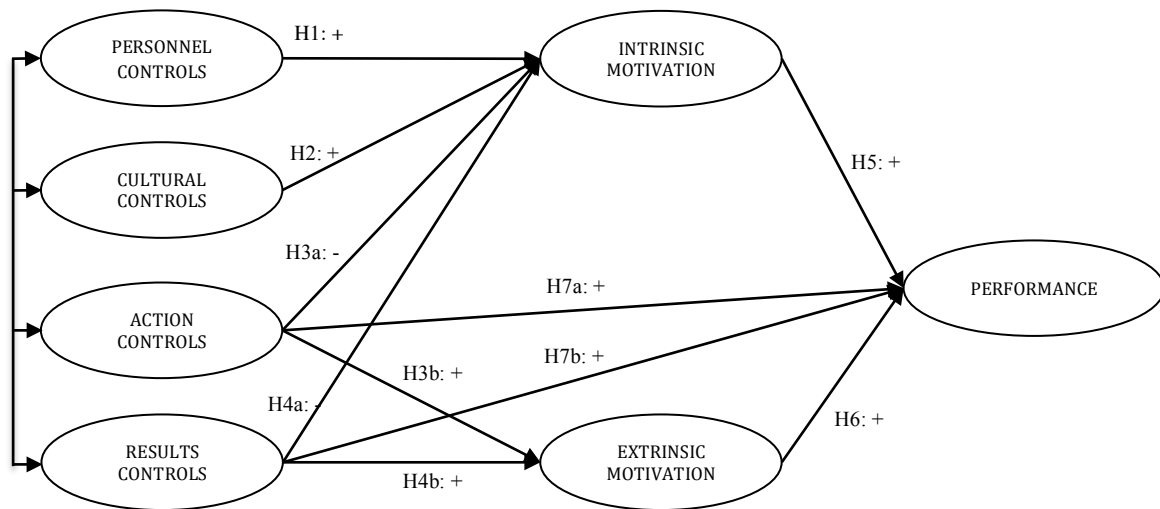 H1: +
PERSONNEL
CONTROLS
INTRINSIC
MOTIVATION
H2: +
H5: +
CULTURAL
CONTROLS
H3a: -
H7a: +
PERFORMANCE
ACTION
CONTROLS
H7b: +
H3b: +
H4a: -
H6: +
RESULTS
CONTROLS
EXTRINSIC
MOTIVATION
H4b: +